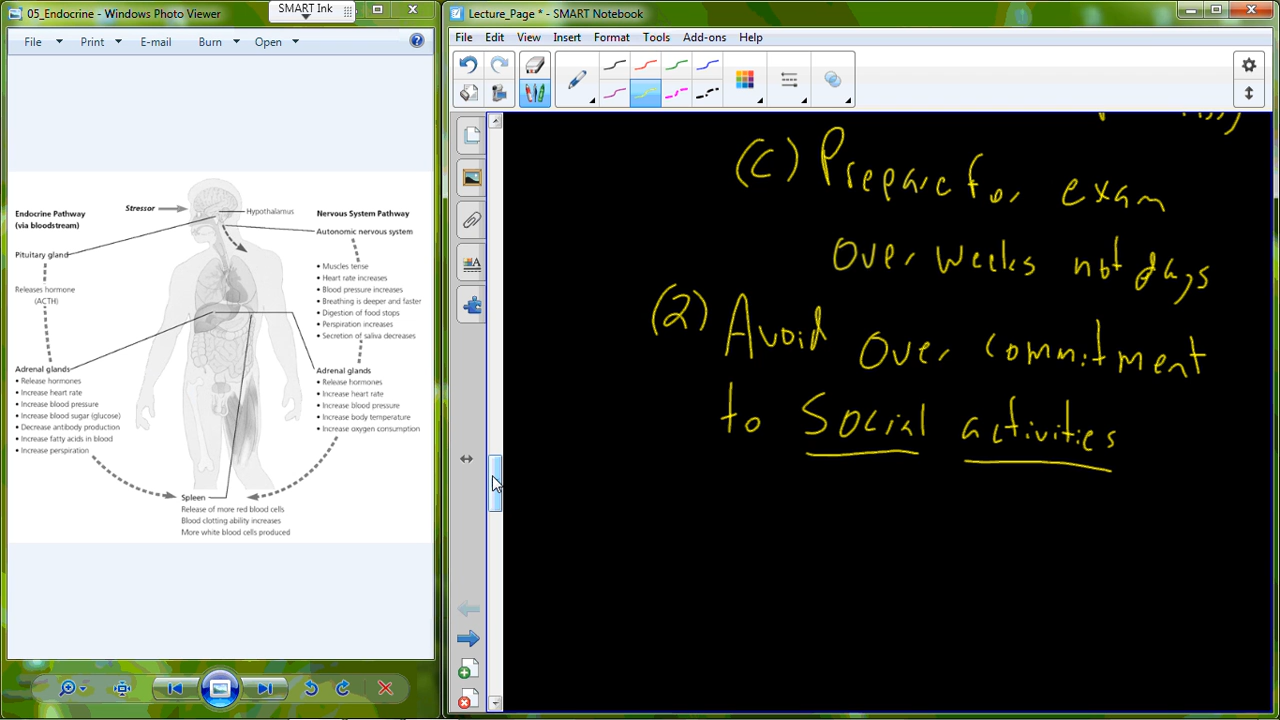 05_Endocrine - Windows Photo Viewer
SMART Ink
File Print E-mail Burn Open
Stressor
Hypothalamus
Endocrine Pathway
(via bloodstream)
Nervous System Pathway
Autonomic nervous system
Pituitary gland
Releases hormone
(ACTH)
• Muscles tense
• Heart rate increases
• Blood pressure increases
• Breathing is deeper and faster
• Digestion of food stops
• Perspiration increases
• Secretion of saliva decreases
Adrenal glands
• Release hormones
• Increase heart rate
• Increase blood pressure
• Increase blood sugar (glucose)
• Decrease antibody production
• Increase fatty acids in blood
• Increase perspiration
Adrenal glands
• Release hormones
• Increase heart rate
• Increase blood pressure
• Increase body temperature
• Increase oxygen consumption
Spleen
Release of more red blood cells
Blood clotting ability increases
More white blood cells produced
Lecture_Page * - SMART Notebook
File Edit View Insert Format Tools Add-ons Help
(C) Prepare for exam
Over weeks not days
(2) Avoid Over commitment
to Social activities